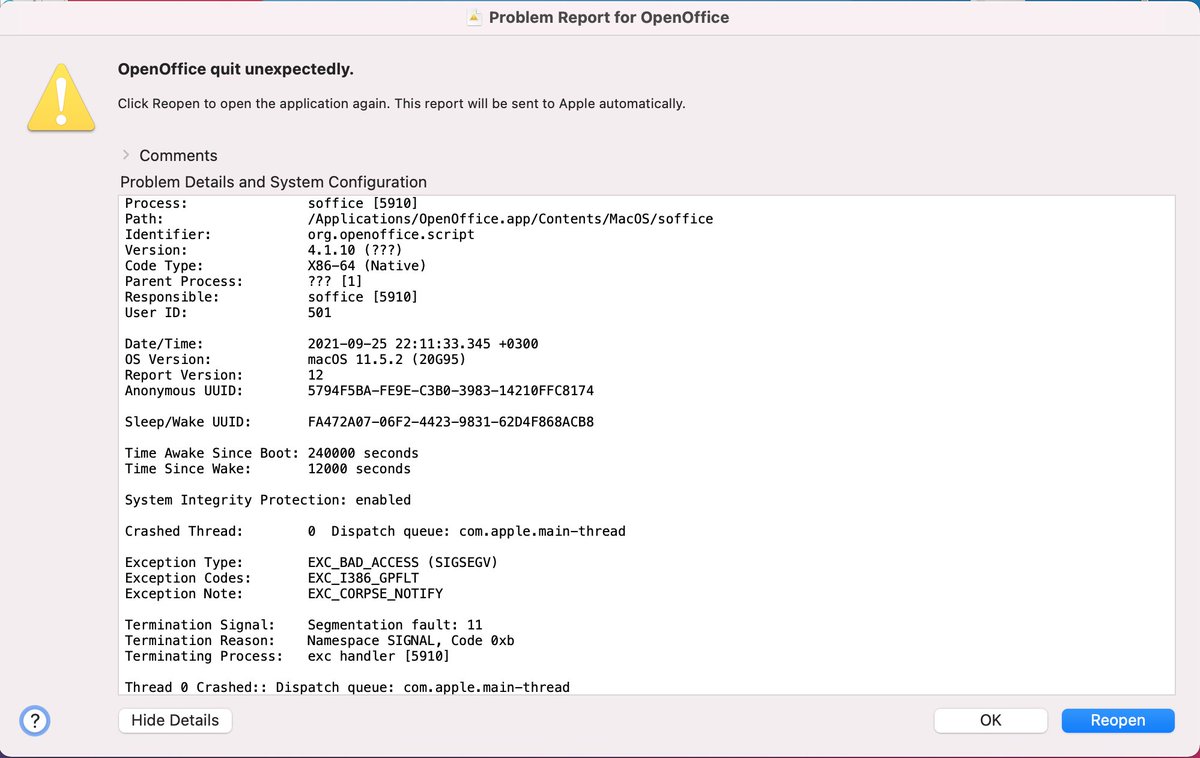 Problem Report for OpenOffice
OpenOffice quit unexpectedly.
Click Reopen to open the application again. This report will be sent to Apple automatically.
Comments
Problem Details and System Configuration
Process: soffice [5910]
Path: /Applications/OpenOffice.app/Contents/MacOS/soffice
Identifier: org.openoffice.script
Version: 4.1.10 (???)
Code Type: X86-64 (Native)
Parent Process: ??? [1]
Responsible: soffice [5910]
User ID: 501
Date/Time: 2021-09-25 22:11:33.345 +0300
OS Version: macOS 11.5.2 (20G95)
Report Version: 12
Anonymous UUID: 5794F5BA-FE9E-C3B0-3983-14210FFC8174
Sleep/Wake UUID: FA472A07-06F2-4423-9831-62D4F868ACB8
Time Awake Since Boot: 240000 seconds
Time Since Wake: 12000 seconds
System Integrity Protection: enabled
Crashed Thread: 0 Dispatch queue: com.apple.main-thread
Exception Type: EXC_BAD_ACCESS (SIGSEGV)
Exception Codes: EXC_I386_GPFLT
Exception Note: EXC_CORPSE_NOTIFY
Termination Signal: Segmentation fault: 11
Termination Reason: Namespace SIGNAL, Code 0xb
Terminating Process: exc handler [5910]
Thread 0 Crashed:: Dispatch queue: com.apple.main-thread
? Hide Details OK Reopen